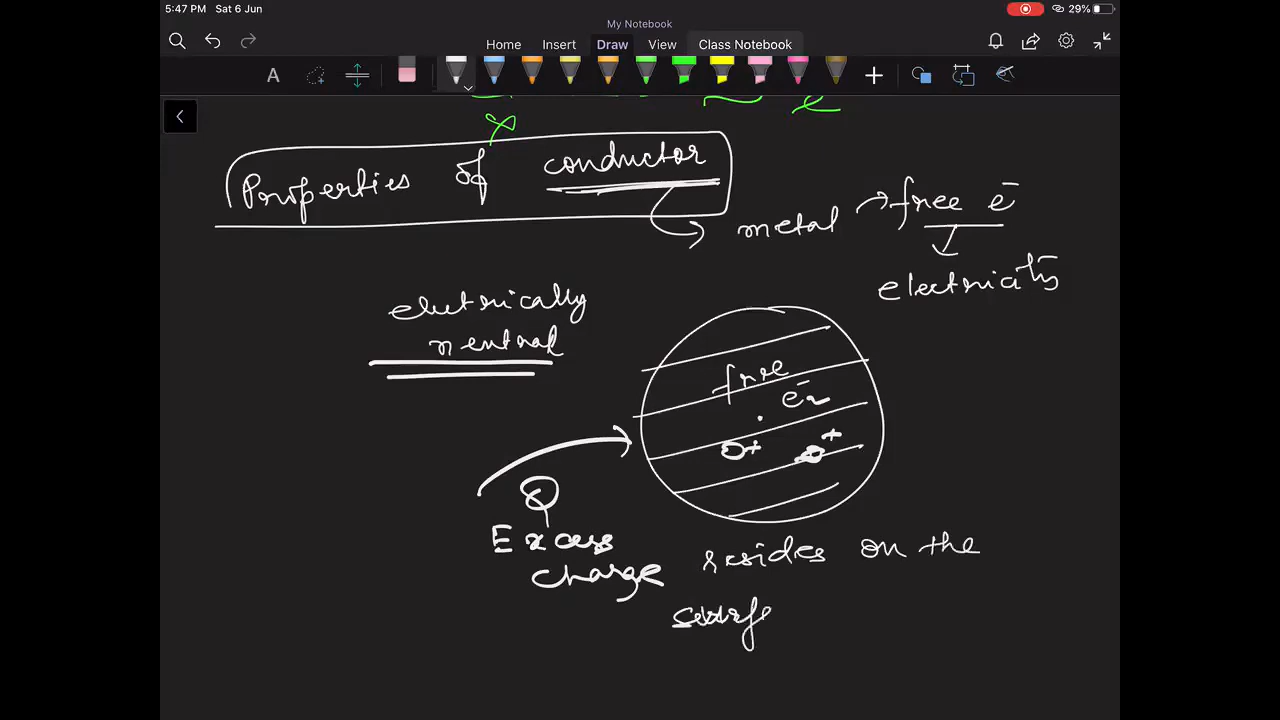 5:47 PM Sat 6 Jun
29%
My Notebook
Home Insert Draw View Class Notebook
A
Properties of conductor
metal → free e⁻
electricity
electrically
neutral
free
e⁻
+ +
Q
Excess
charge resides on the
surf